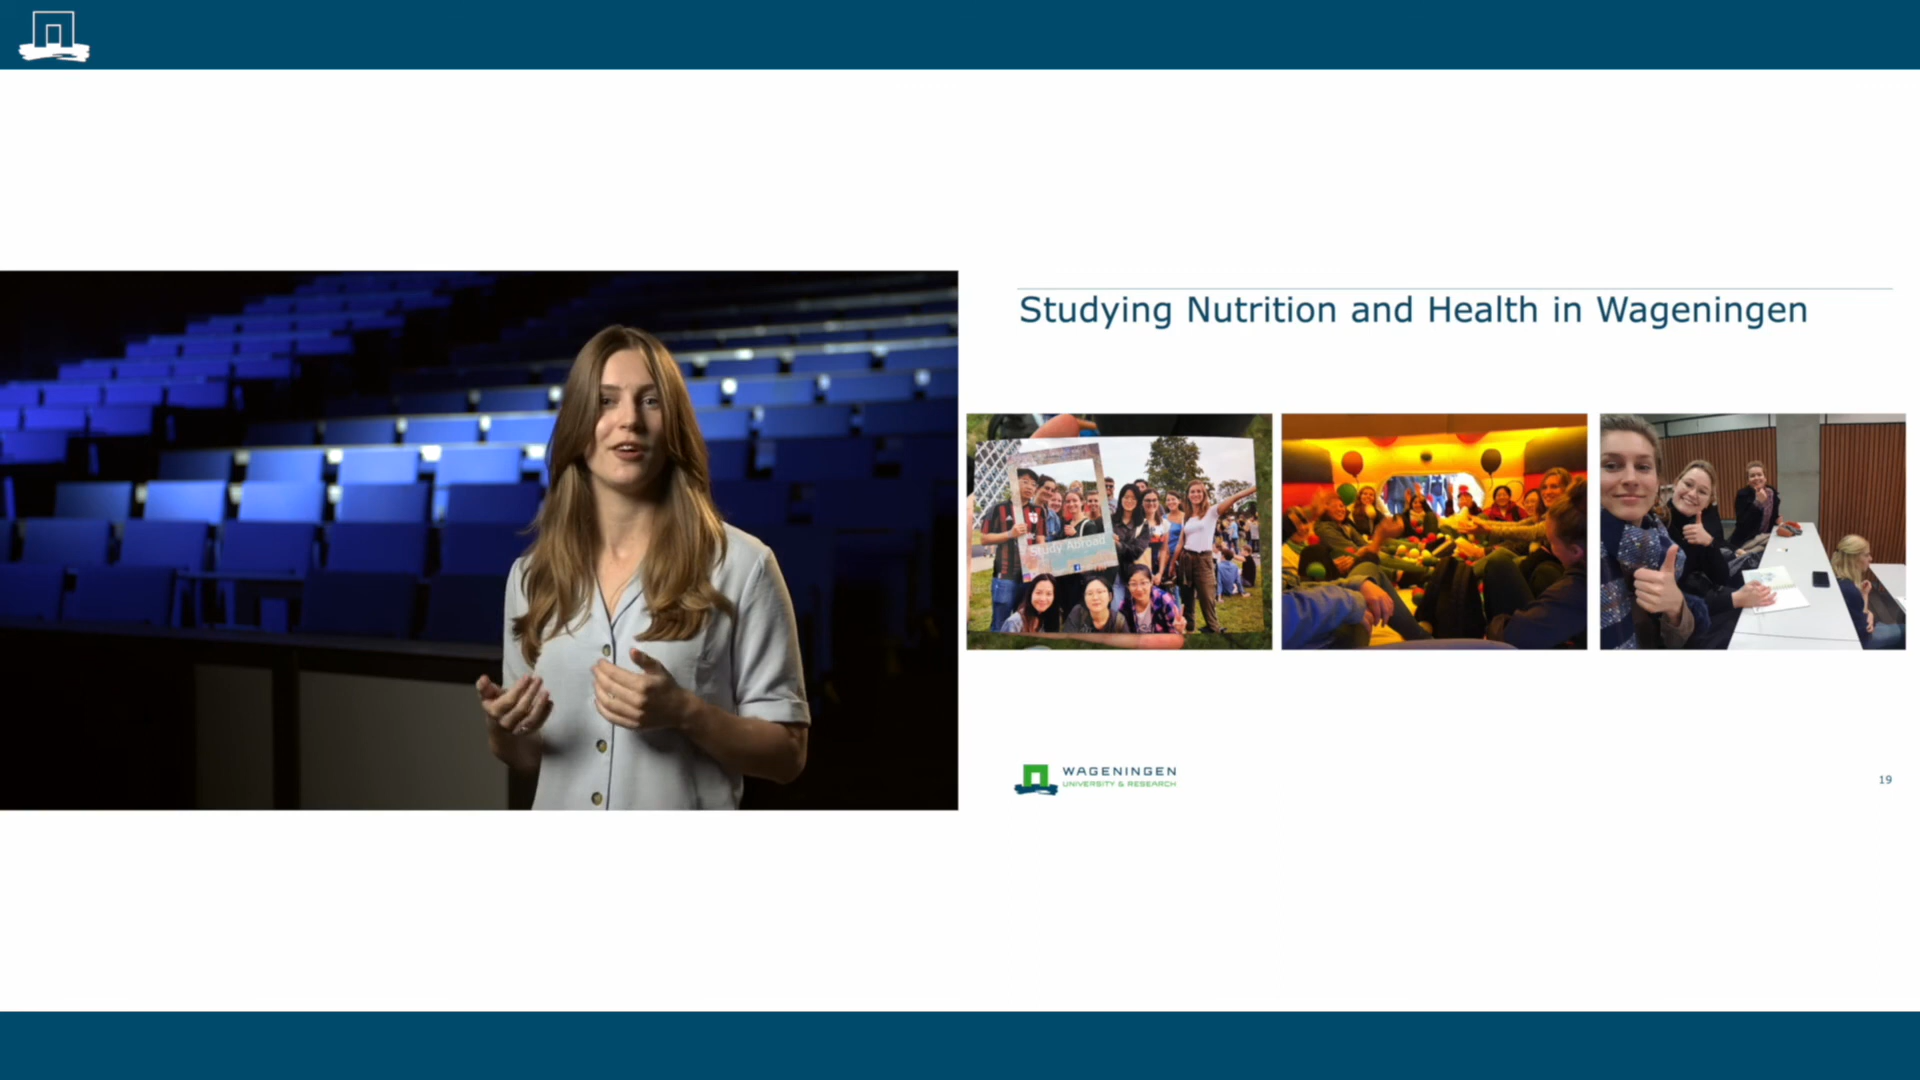 Studying Nutrition and Health in Wageningen
Study Abroad
WAGENINGEN
UNIVERSITY & RESEARCH
19